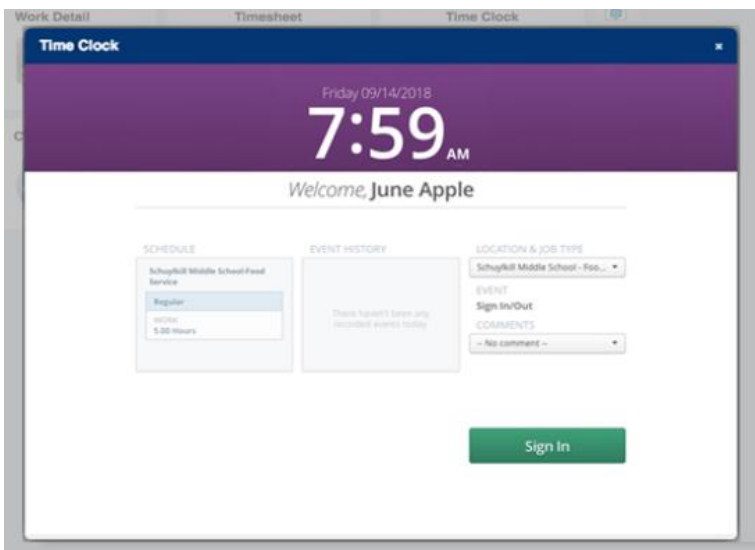 Work Detail
Timesheet
Time Clock
Time Clock
×
Friday 09/14/2018
7:59 AM
Welcome, June Apple
SCHEDULE
Schuylkill Middle School-Food
Service
Regular
WORK
5.00 Hours
EVENT HISTORY
There haven't been any
recorded events today
LOCATION & JOB TYPE
Schuylkill Middle School - Foo...
EVENT
Sign In/Out
COMMENTS
-- No comment --
Sign In